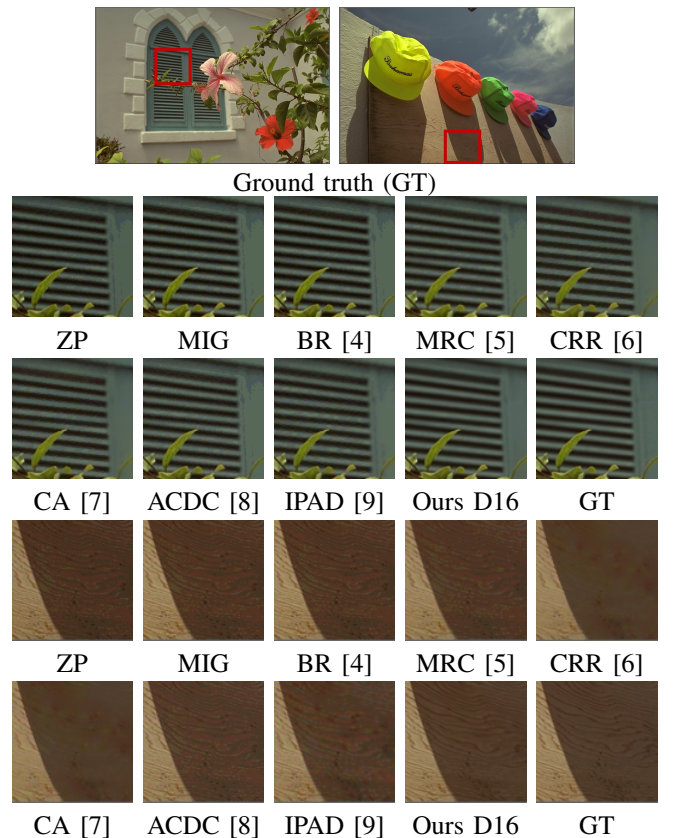 Ground truth (GT)
ZP MIG BR [4] MRC [5] CRR [6]
CA [7] ACDC [8] IPAD [9] Ours D16 GT
ZP MIG BR [4] MRC [5] CRR [6]
CA [7] ACDC [8] IPAD [9] Ours D16 GT